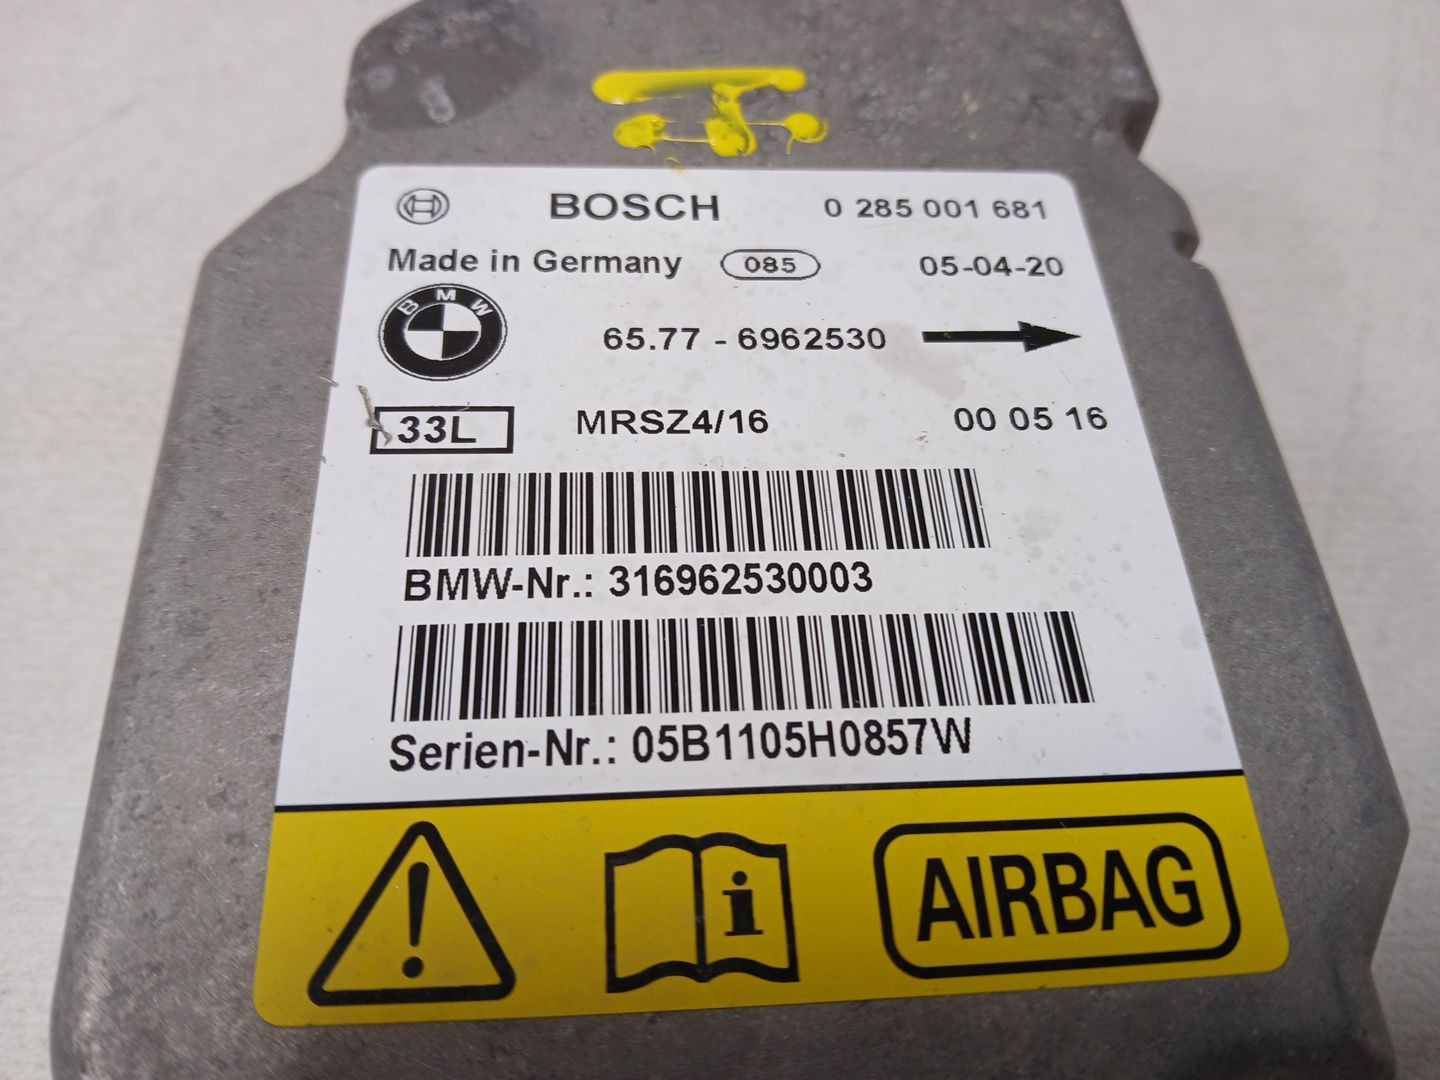 BOSCH 0 285 001 681
Made in Germany 085 05-04-20
BMW
65.77 - 6962530
33L MRSZ4/16 00 05 16
BMW-Nr.: 316962530003
Serien-Nr.: 05B1105H0857W
! i AIRBAG